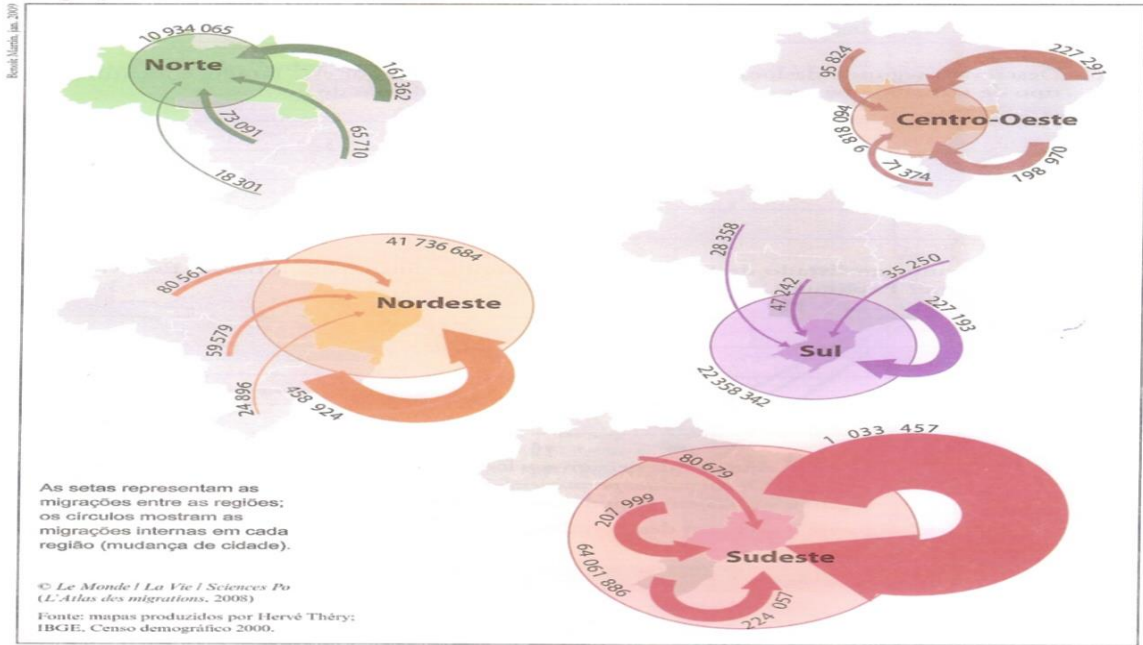 Benoît Martin, jan. 2009
10 934 065
Norte
161 362
65 710
73 091
18 301
95 824
227 291
Centro-Oeste
9 818 094
71 374
198 970
41 736 684
80 561
Nordeste
59 579
24 896
458 924
28 358
47 242
35 250
227 193
Sul
22 358 342
1 033 457
80 679
207 999
Sudeste
64 061 886
224 057
As setas representam as
migrações entre as regiões;
os círculos mostram as
migrações internas em cada
região (mudança de cidade).
© Le Monde / La Vie / Sciences Po
(L'Atlas des migrations, 2008)
Fonte: mapas produzidos por Hervé Théry;
IBGE. Censo demográfico 2000.